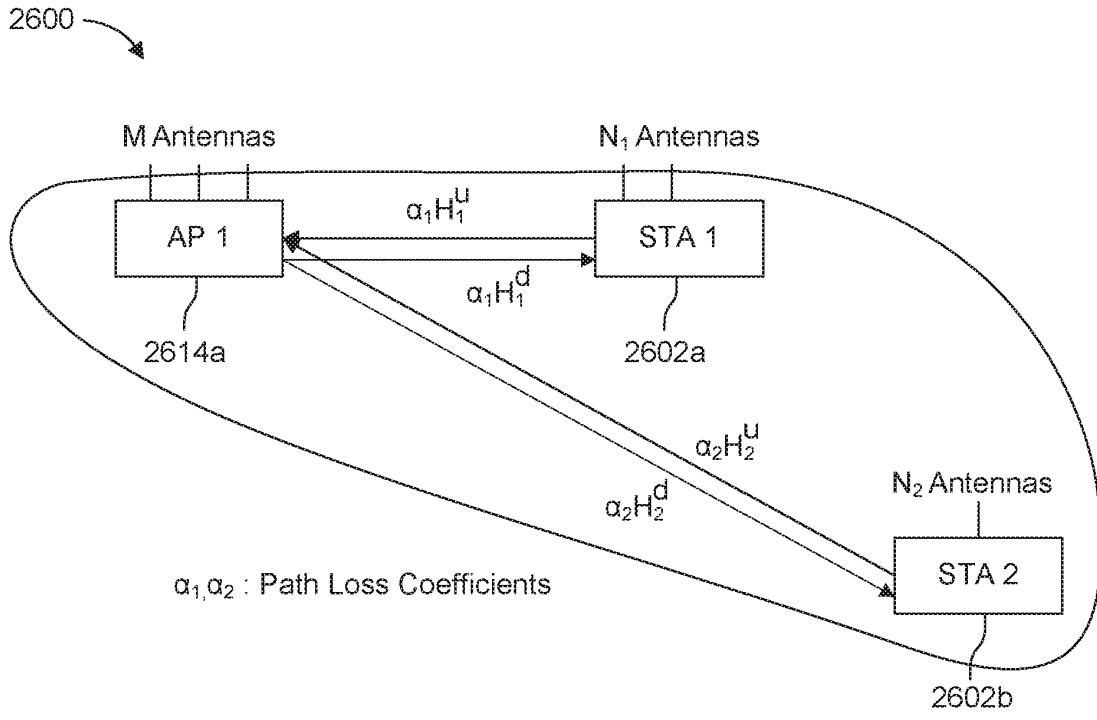 2600
M Antennas
N₁ Antennas
α₁H₁ᵘ
AP 1
STA 1
α₁H₁ᵈ
2614a
2602a
α₂H₂ᵘ
α₂H₂ᵈ
N₂ Antennas
STA 2
α₁,α₂ : Path Loss Coefficients
2602b